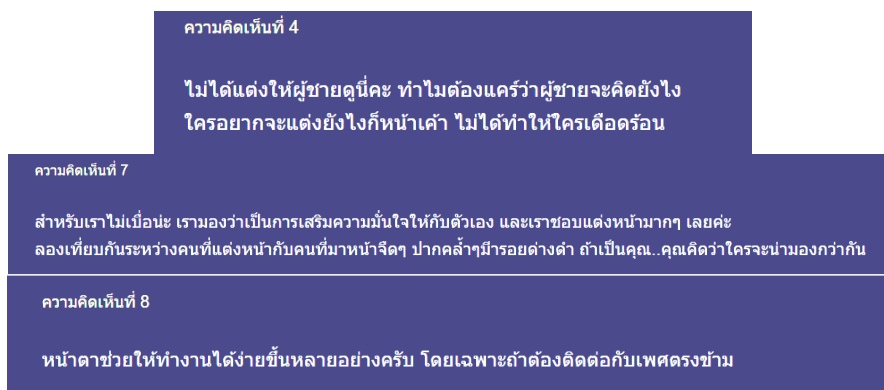 ความคิดเห็นที่ 4
ไม่ได้แต่งให้ผู้ชายดูนี่คะ ทำไมต้องแคร์ว่าผู้ชายจะคิดยังไง
ใครอยากจะแต่งยังไงก็หน้าเค้า ไม่ได้ทำให้ใครเดือดร้อน
ความคิดเห็นที่ 7
สำหรับเราไม่เบื่อน่ะ เรามองว่าเป็นการเสริมความมั่นใจให้กับตัวเอง และเราชอบแต่งหน้ามากๆ เลยค่ะ
ลองเที่ยบกันระหว่างคนที่แต่งหน้ากับคนที่มาหน้าจืดๆ ปากคล้ำๆมีรอยด่างดำ ถ้าเป็นคุณ..คุณคิดว่าใครจะน่ามองกว่ากัน
ความคิดเห็นที่ 8
หน้าตาช่วยให้ทำงานได้ง่ายขึ้นหลายอย่างครับ โดยเฉพาะถ้าต้องติดต่อกับเพศตรงข้าม